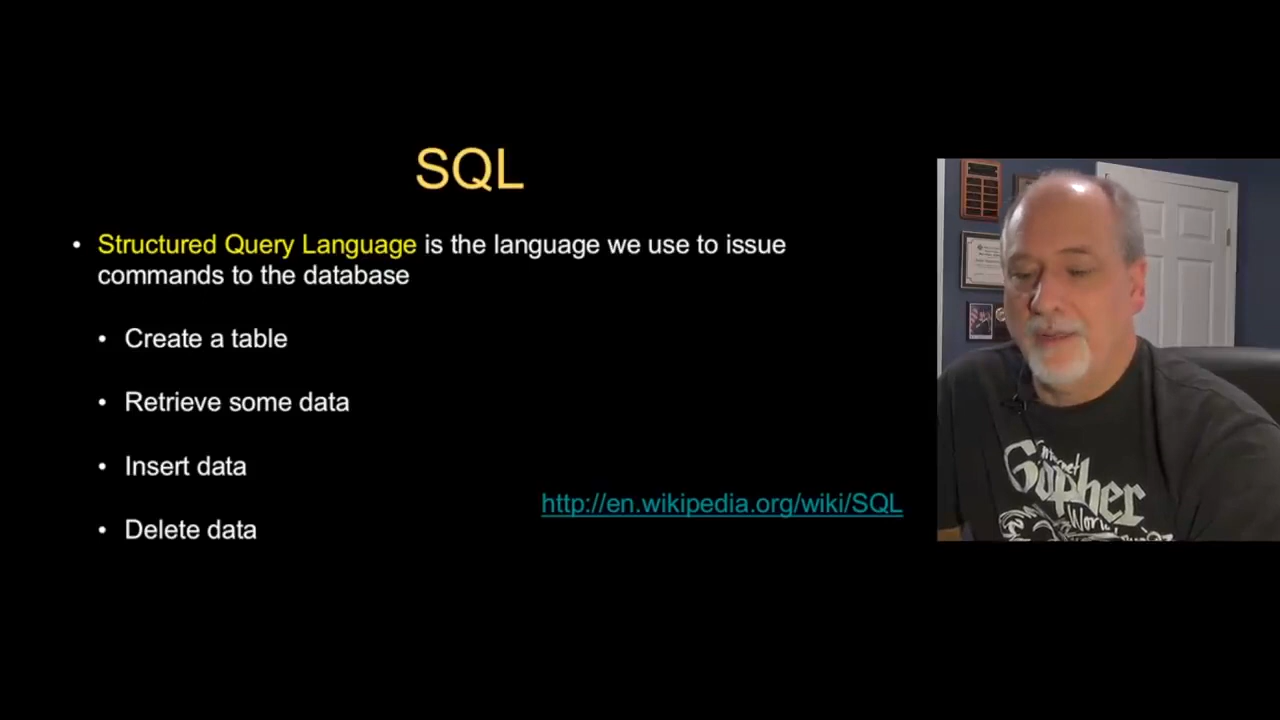 SQL
• Structured Query Language is the language we use to issue
commands to the database
• Create a table
• Retrieve some data
• Insert data
• Delete data
http://en.wikipedia.org/wiki/SQL
Internet
Gopher